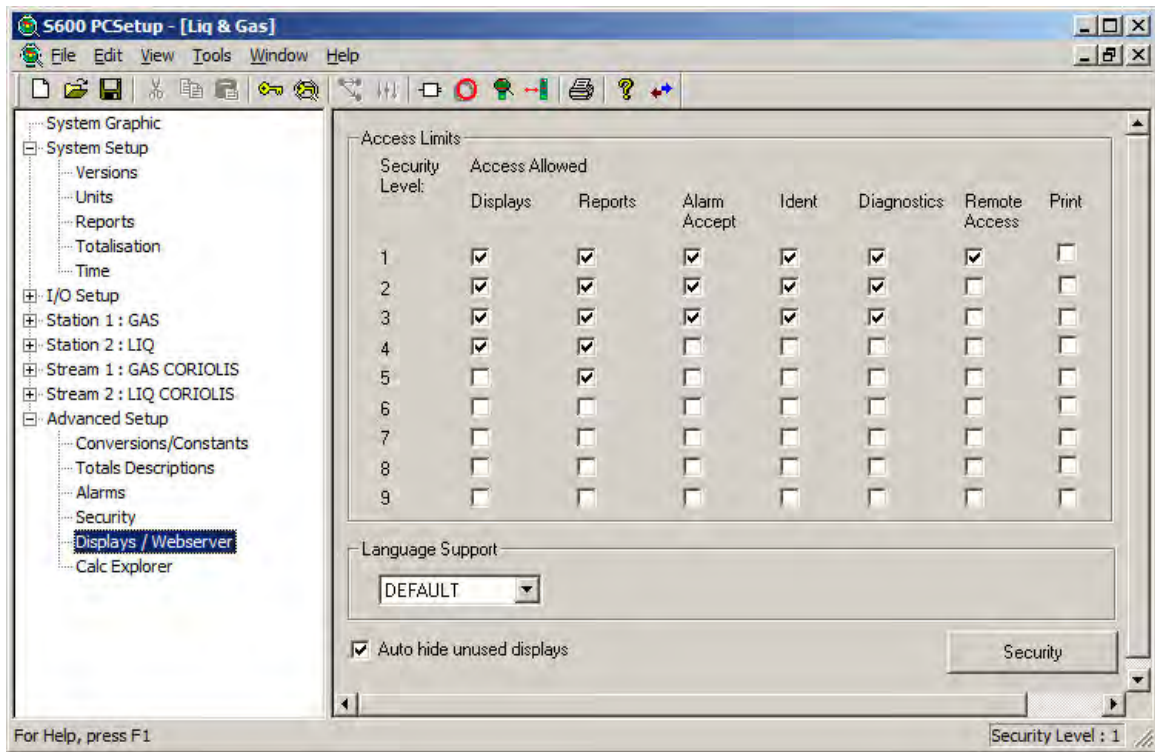 S600 PCSetup - [Liq & Gas]
File Edit View Tools Window Help
System Graphic
System Setup
Versions
Units
Reports
Totalisation
Time
I/O Setup
Station 1 : GAS
Station 2 : LIQ
Stream 1 : GAS CORIOLIS
Stream 2 : LIQ CORIOLIS
Advanced Setup
Conversions/Constants
Totals Descriptions
Alarms
Security
Displays / Webserver
Calc Explorer
Access Limits
Security Level:
Access Allowed
Displays Reports Alarm Accept Ident Diagnostics Remote Access Print
1
2
3
4
5
6
7
8
9
Language Support
DEFAULT
Auto hide unused displays
Security
For Help, press F1
Security Level : 1